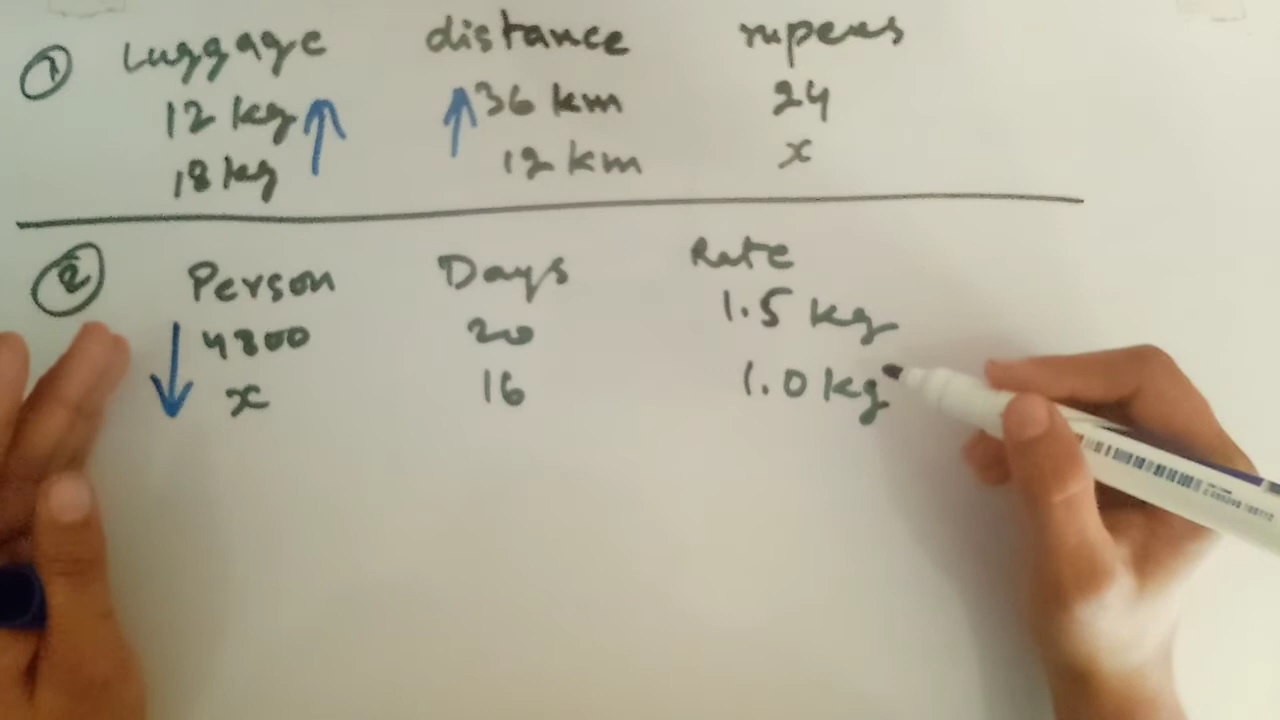 ① Luggage distance rupees
12 kg 36 km 24
18 kg 12 km x
② Person Days Rate
4800 20 1.5 kg
x 16 1.0 kg